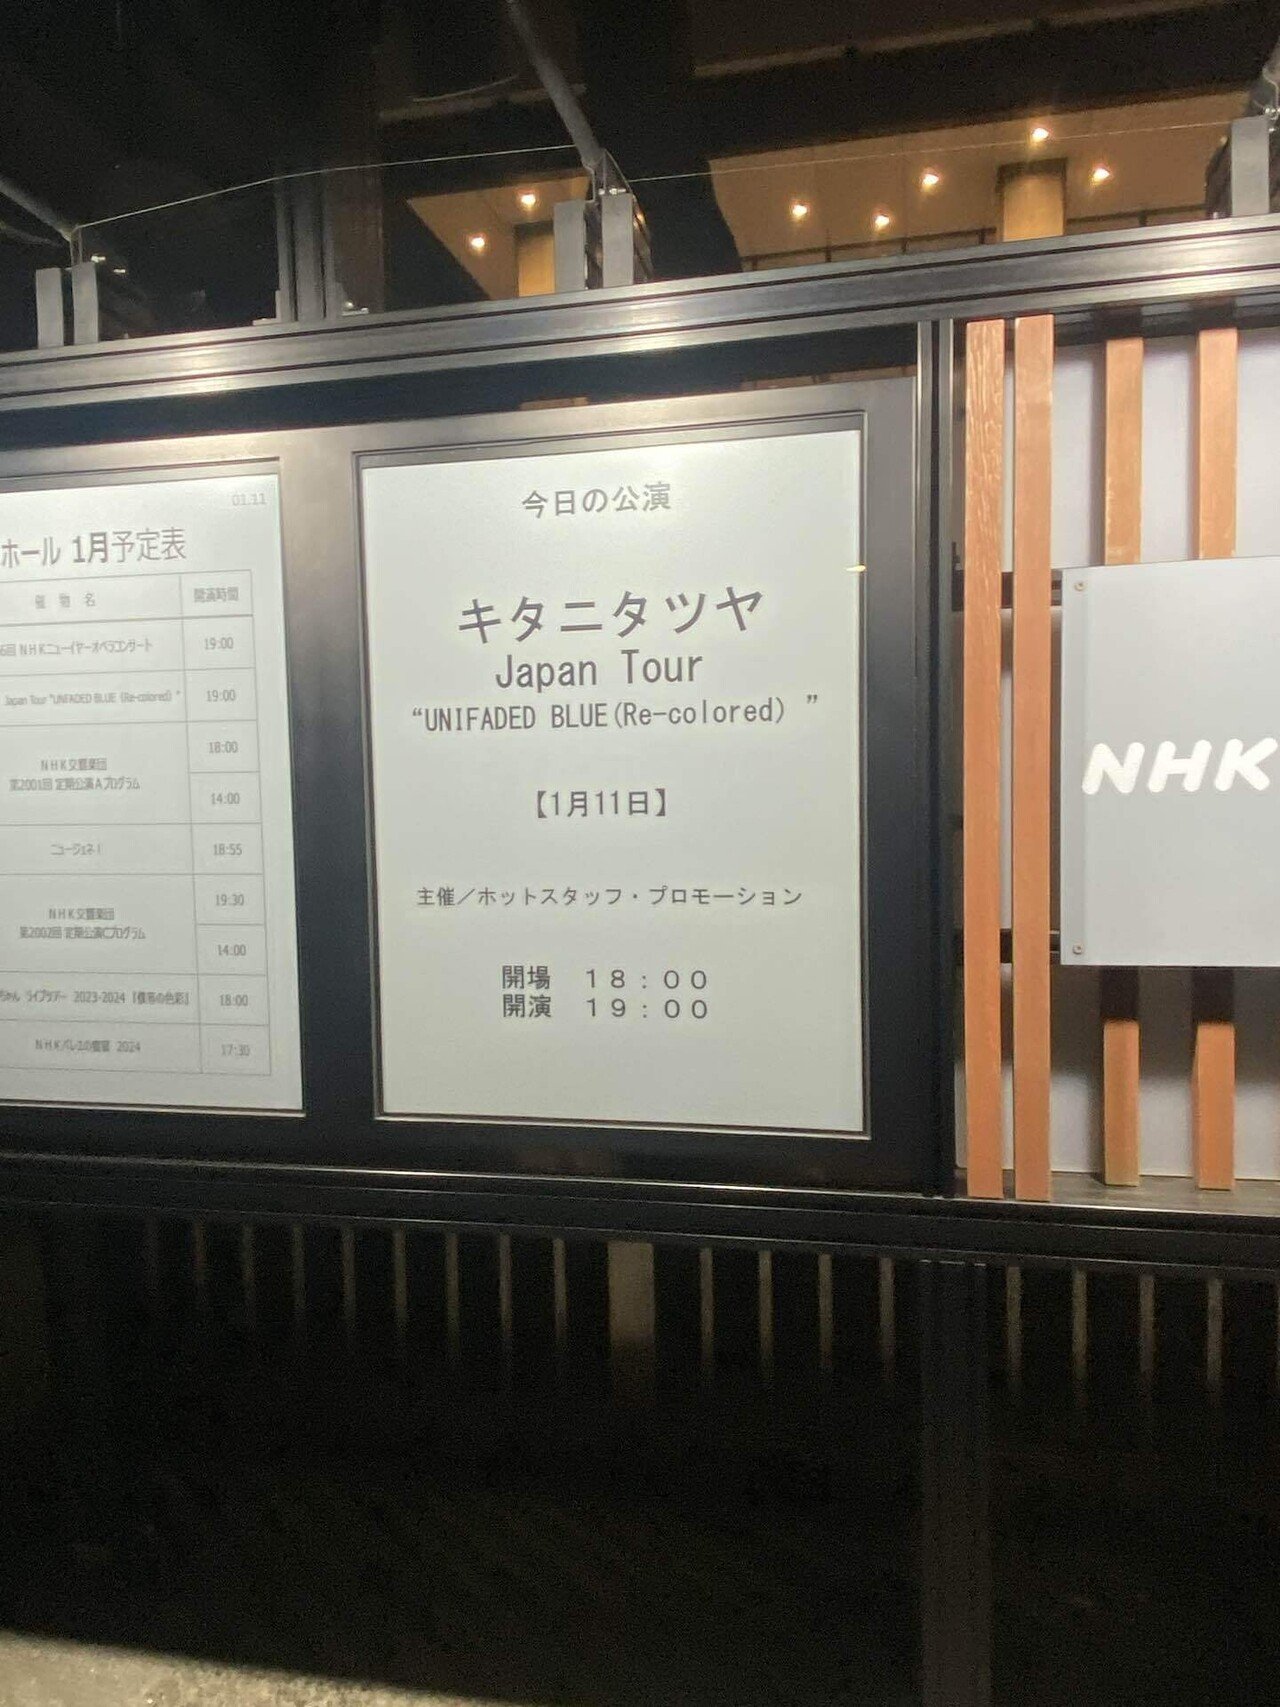 01.11
ホール 1月予定表
催 物 名 開演時間
6回 NHKニューイヤーオペラコンサート 19:00
Japan Tour "UNFADED BLUE (Re-colored) " 19:00
NHK交響楽団
第2001回 定期公演Aプログラム
18:00
14:00
ニュージェネ! 18:55
NHK交響楽団
第2002回 定期公演Cプログラム
19:30
14:00
ちゃん ライブツアー 2023-2024 18:00
NHKバレエの饗宴 2024 17:30
今日の公演
キタニタツヤ
Japan Tour
“UNIFADED BLUE(Re-colored) ”
【1月11日】
主催／ホットスタッフ・プロモーション
開場 18：00
開演 19：00
NHK